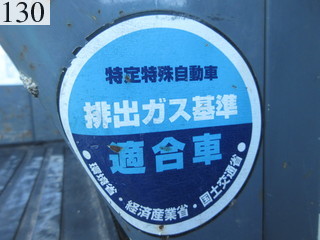 130
特定特殊自動車
排出ガス基準
適合車
・環境省・経済産業省・国土交通省・